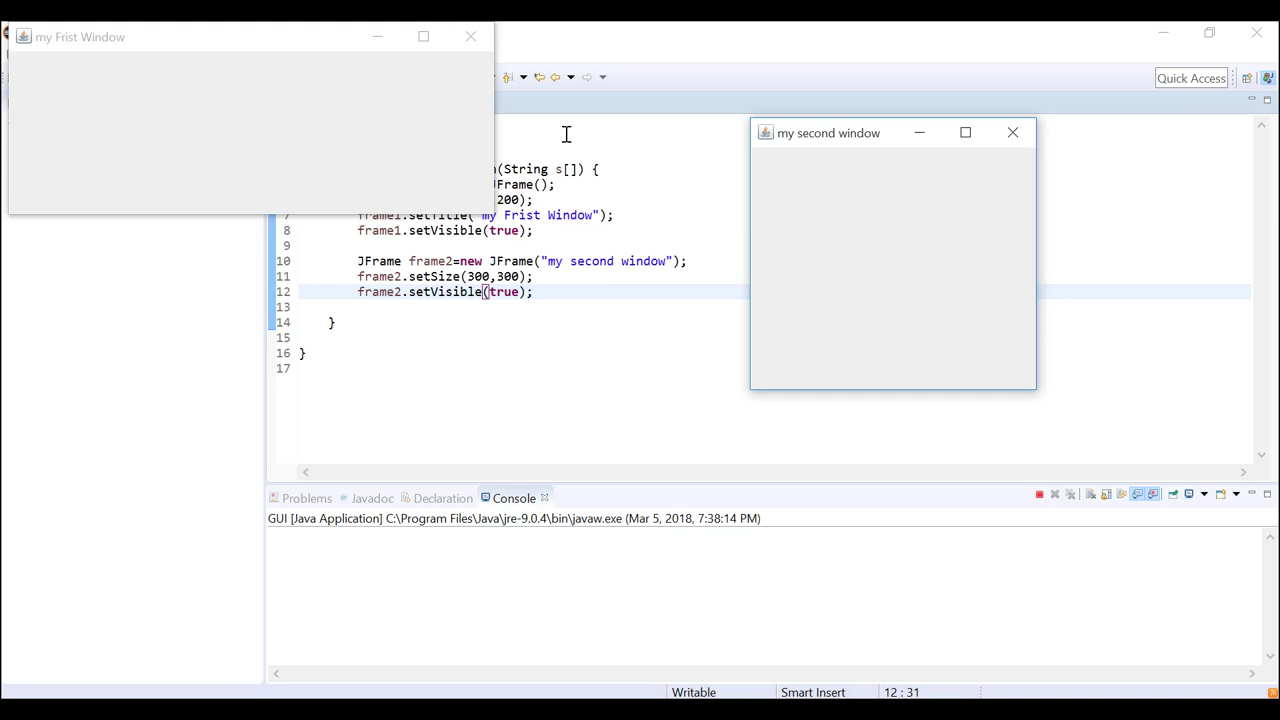 my Frist Window
Quick Access
my second window
(String s[]) {
JFrame();
200);
7 frame1.setTitle("my Frist Window");
8 frame1.setVisible(true);
9
10 JFrame frame2=new JFrame("my second window");
11 frame2.setSize(300,300);
12 frame2.setVisible(true);
13
14 }
15
16 }
17
Problems Javadoc Declaration Console
GUI [Java Application] C:\Program Files\Java\jre-9.0.4\bin\javaw.exe (Mar 5, 2018, 7:38:14 PM)
Writable Smart Insert 12 : 31